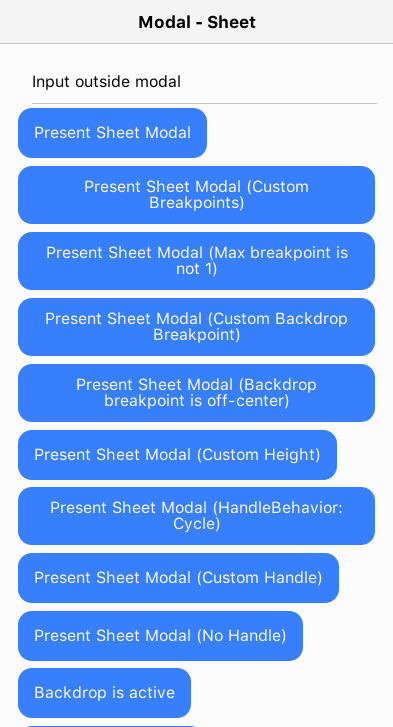 Modal - Sheet
Input outside modal
Present Sheet Modal
Present Sheet Modal (Custom
Breakpoints)
Present Sheet Modal (Max breakpoint is
not 1)
Present Sheet Modal (Custom Backdrop
Breakpoint)
Present Sheet Modal (Backdrop
breakpoint is off-center)
Present Sheet Modal (Custom Height)
Present Sheet Modal (HandleBehavior:
Cycle)
Present Sheet Modal (Custom Handle)
Present Sheet Modal (No Handle)
Backdrop is active